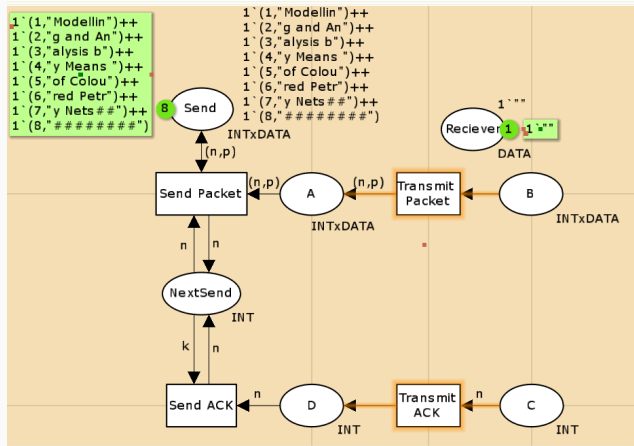 1`(1,"Modellin")++
1`(2,"g and An")++
1`(3,"alysis b")++
1`(4,"y Means ")++
1`(5,"of Colou")++
1`(6,"red Petr")++
1`(7,"y Nets##")++
1`(8,"########")
8
Send
INTxDATA
1`(1,"Modellin")++
1`(2,"g and An")++
1`(3,"alysis b")++
1`(4,"y Means ")++
1`(5,"of Colou")++
1`(6,"red Petr")++
1`(7,"y Nets##")++
1`(8,"########")
1`""
Reciever
1
1`""
DATA
(n,p)
Send Packet
(n,p)
A
INTxDATA
(n,p)
Transmit
Packet
B
INTxDATA
n
n
NextSend
INT
k
n
Send ACK
n
D
INT
Transmit
ACK
n
C
INT